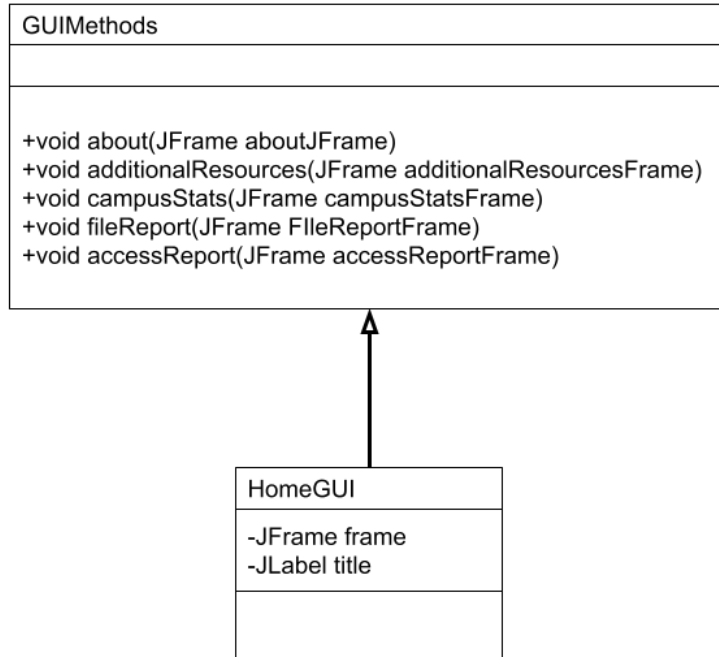 GUIMethods
+void about(JFrame aboutJFrame)
+void additionalResources(JFrame additionalResourcesFrame)
+void campusStats(JFrame campusStatsFrame)
+void fileReport(JFrame FIleReportFrame)
+void accessReport(JFrame accessReportFrame)
HomeGUI
-JFrame frame
-JLabel title